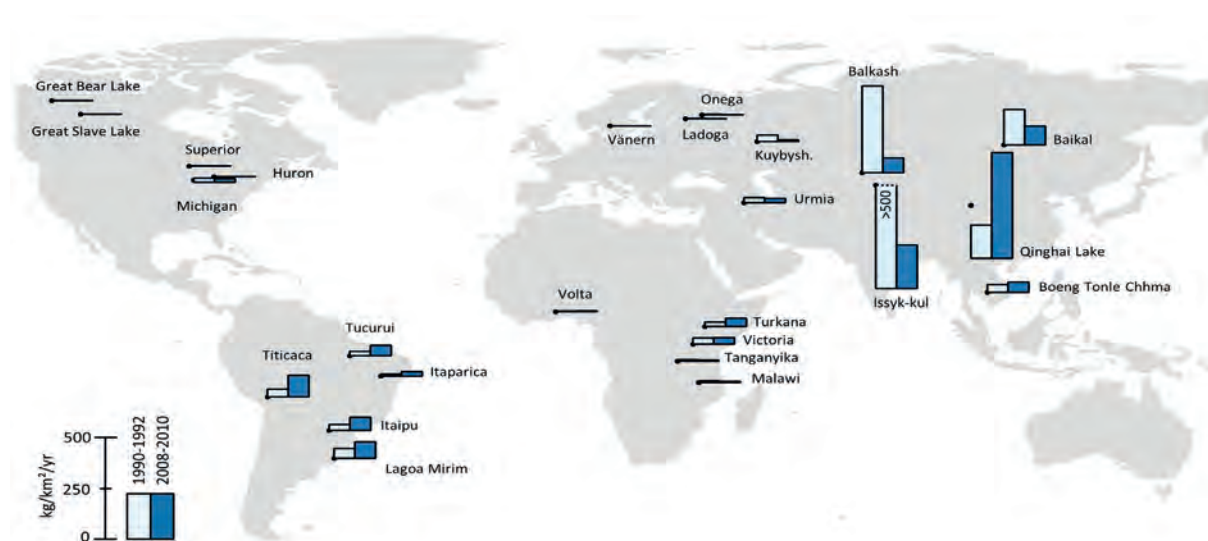 Great Bear Lake
Great Slave Lake
Superior
Huron
Michigan
Vänern
Onega
Ladoga
Kuybysh.
Urmia
Balkash
Baikal
>500
Issyk-kul
Qinghai Lake
Boeng Tonle Chhma
Volta
Turkana
Victoria
Tanganyika
Malawi
Tucurui
Titicaca
Itaparica
Itaipu
Lagoa Mirim
kg/km²/yr
500
250
0
1990-1992
2008-2010